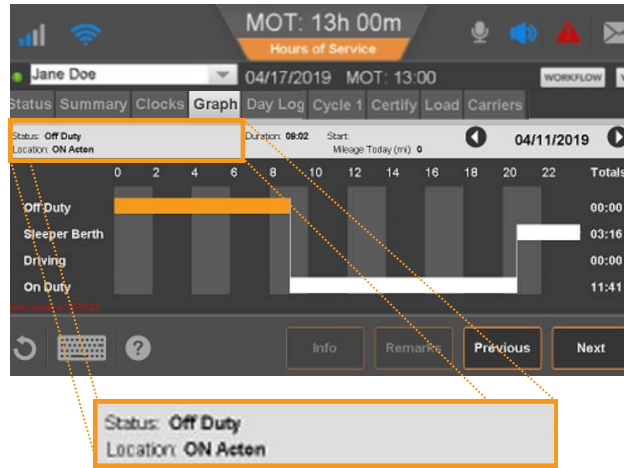 MOT: 13h 00m
Hours of Service
Jane Doe
04/17/2019 MOT: 13:00
WORKFLOW
Status Summary Clocks Graph Day Log Cycle 1 Certify Load Carriers
Status: Off Duty
Location: ON Acton
Duration: 09:02
Start:
Mileage Today (mi): 0
04/11/2019
0 2 4 6 8 10 12 14 16 18 20 22 Totals
Off Duty 00:00
Sleeper Berth 03:16
Driving 00:00
On Duty 11:41
Info Remarks Previous Next
Status: Off Duty
Location: ON Acton